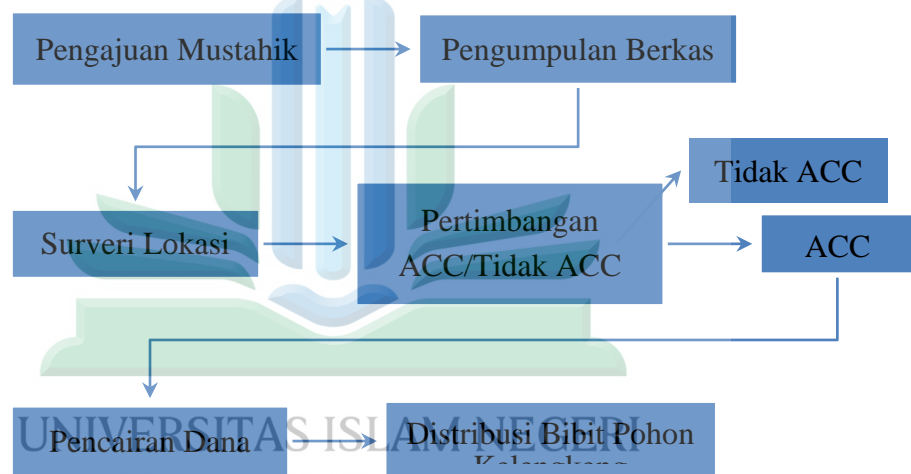 Pengajuan Mustahik
Pengumpulan Berkas
Tidak ACC
Surveri Lokasi
Pertimbangan
ACC/Tidak ACC
ACC
UNIVERSITAS ISLAM NEGERI
Pencairan Dana
Distribusi Bibit Pohon